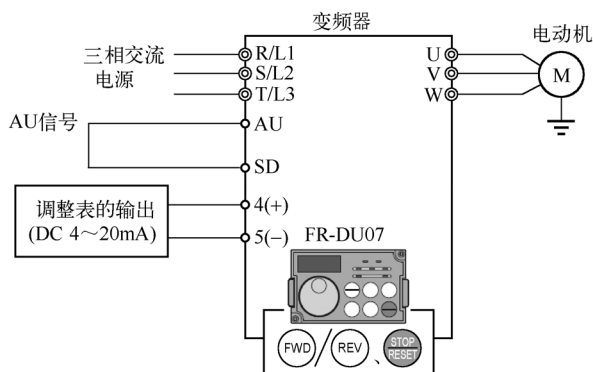 变频器
三相交流
电源
R/L1
S/L2
T/L3
U
V
W
电动机
M
AU信号
AU
SD
调整表的输出
(DC 4～20mA)
4(+)
5(−)
FR-DU07
FWD
REV
、
STOP
RESET